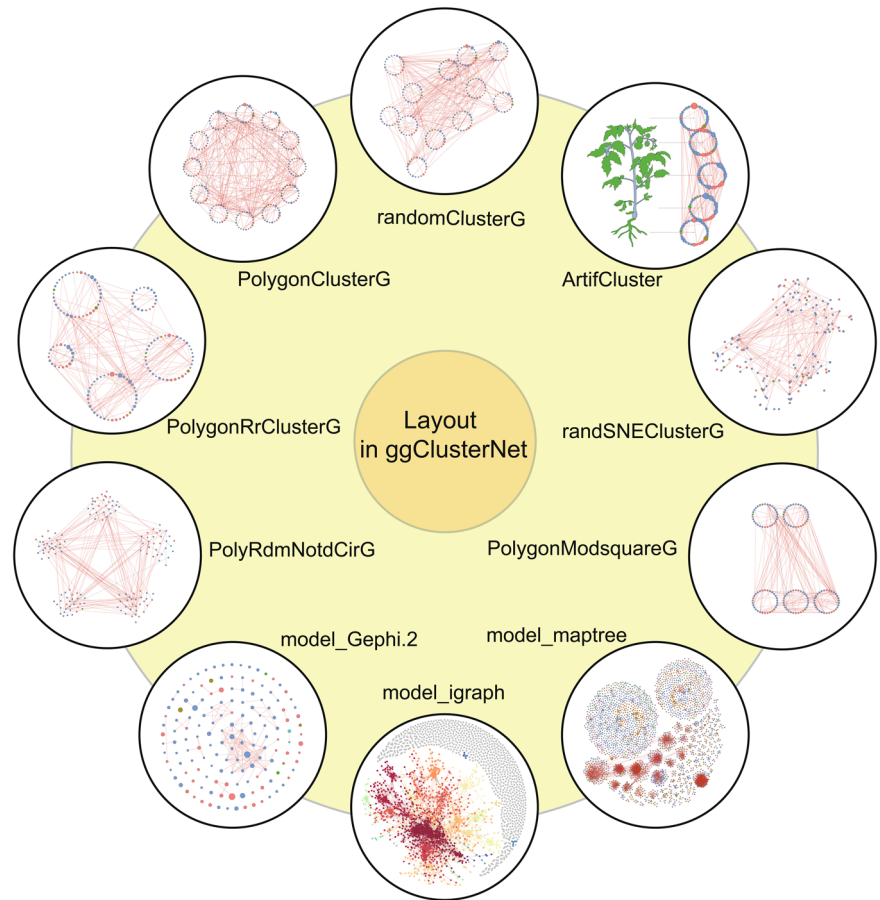 randomClusterG
PolygonClusterG
ArtifCluster
PolygonRrClusterG
Layout
in ggClusterNet
randSNEClusterG
PolyRdmNotdCirG
PolygonModsquareG
model_Gephi.2
model_maptree
model_igraph